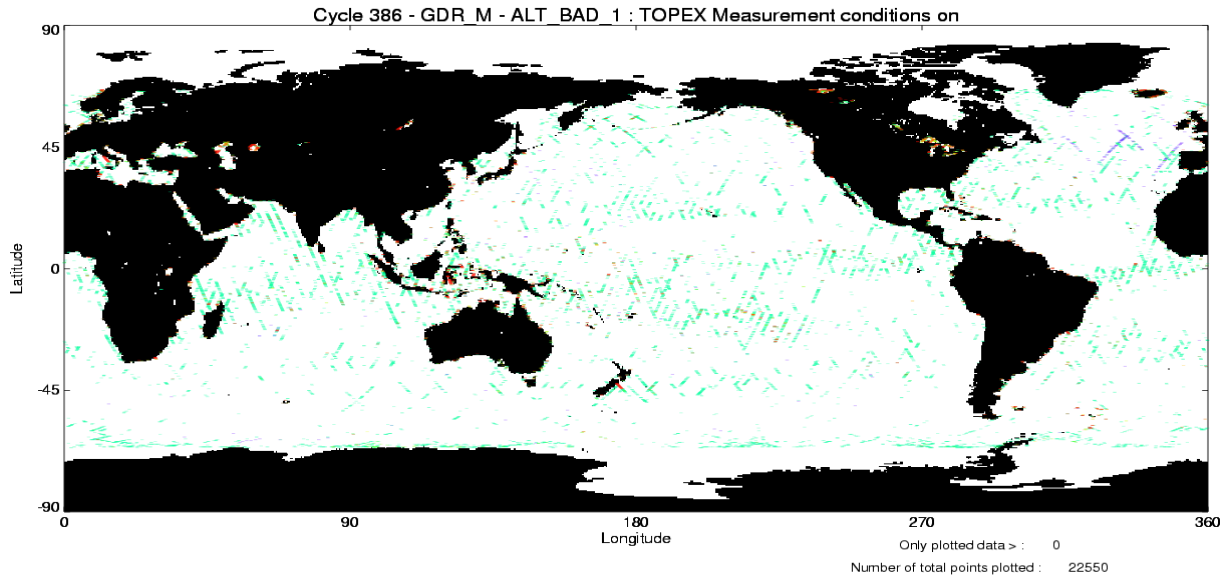 Cycle 386 - GDR_M - ALT_BAD_1 : TOPEX Measurement conditions on
90
45
0
-45
-90
Latitude
0 90 180 270 360
Longitude
Only plotted data > : 0
Number of total points plotted : 22550